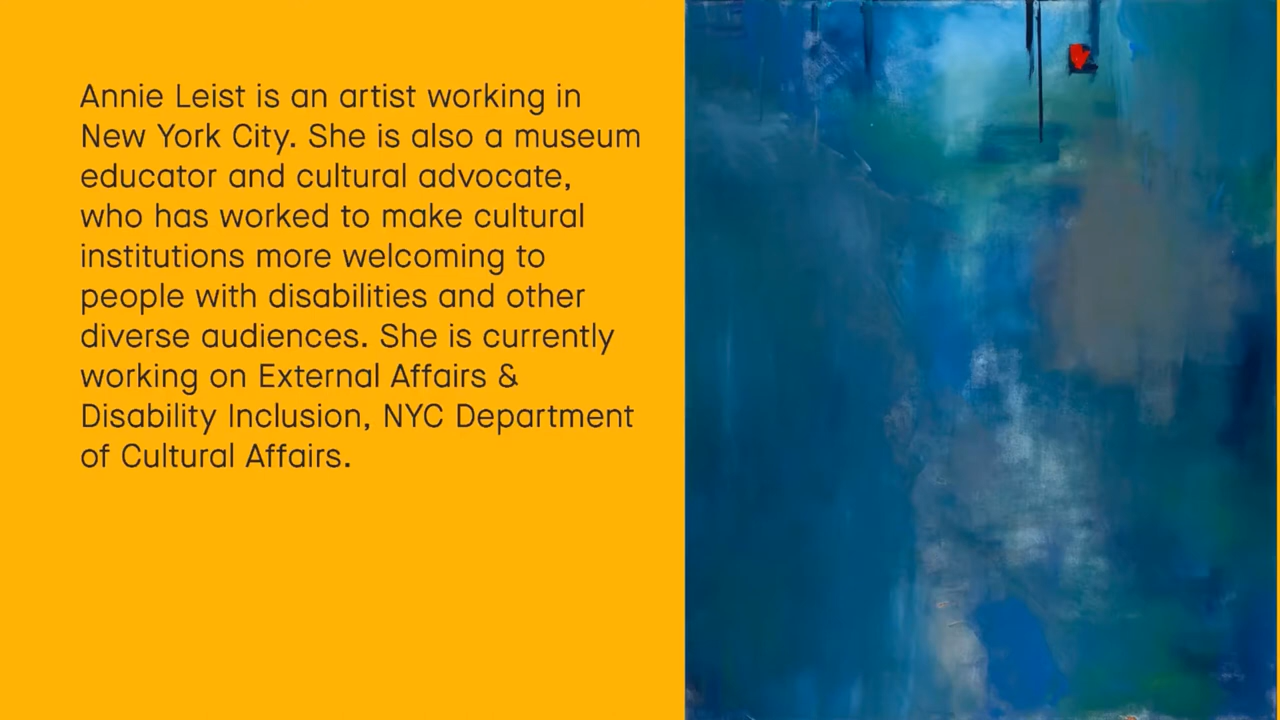 Annie Leist is an artist working in
New York City. She is also a museum
educator and cultural advocate,
who has worked to make cultural
institutions more welcoming to
people with disabilities and other
diverse audiences. She is currently
working on External Affairs &
Disability Inclusion, NYC Department
of Cultural Affairs.